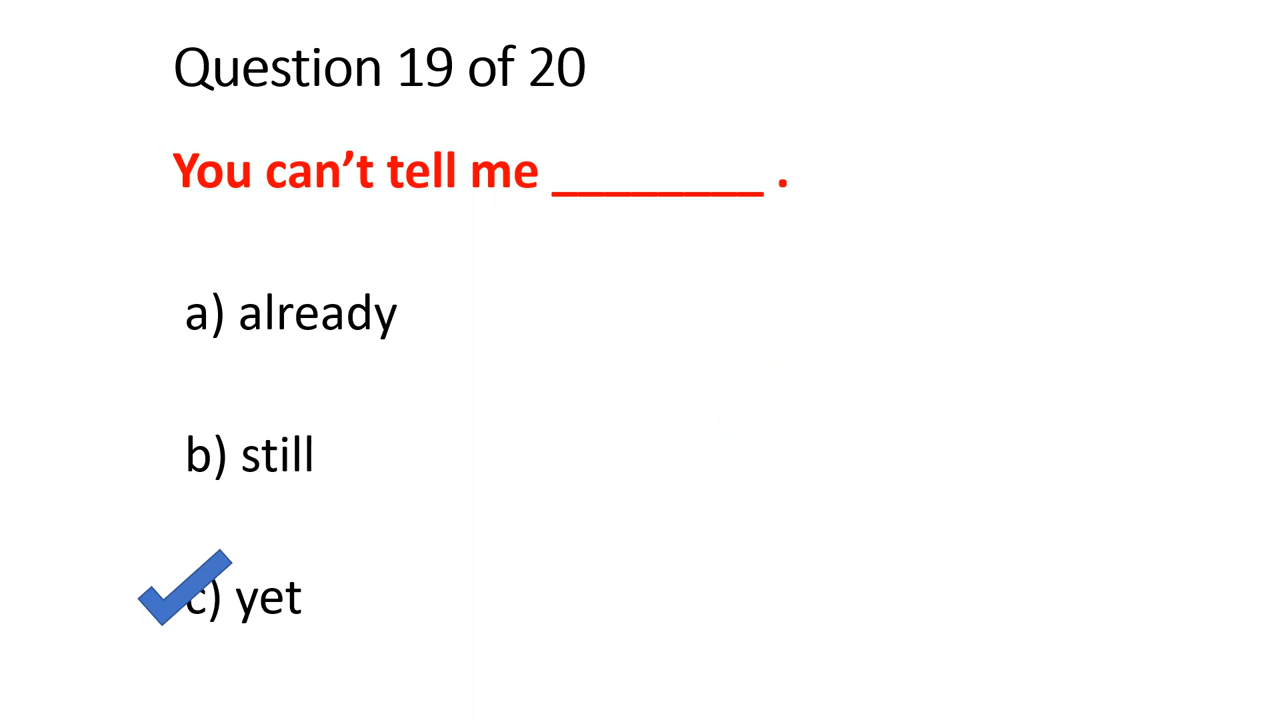 Question 19 of 20
You can’t tell me ________ .
a) already
b) still
c) yet